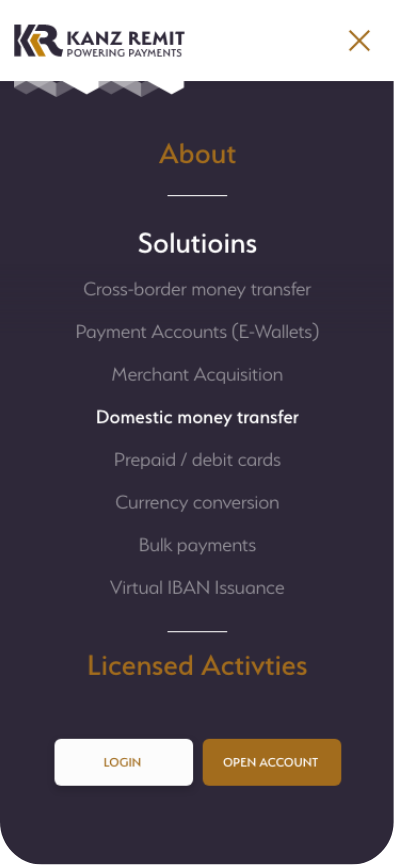 KANZ REMIT
POWERING PAYMENTS
About
Solutioins
Cross-border money transfer
Payment Accounts (E-Wallets)
Merchant Acquisition
Domestic money transfer
Prepaid / debit cards
Currency conversion
Bulk payments
Virtual IBAN Issuance
Licensed Activties
LOGIN
OPEN ACCOUNT